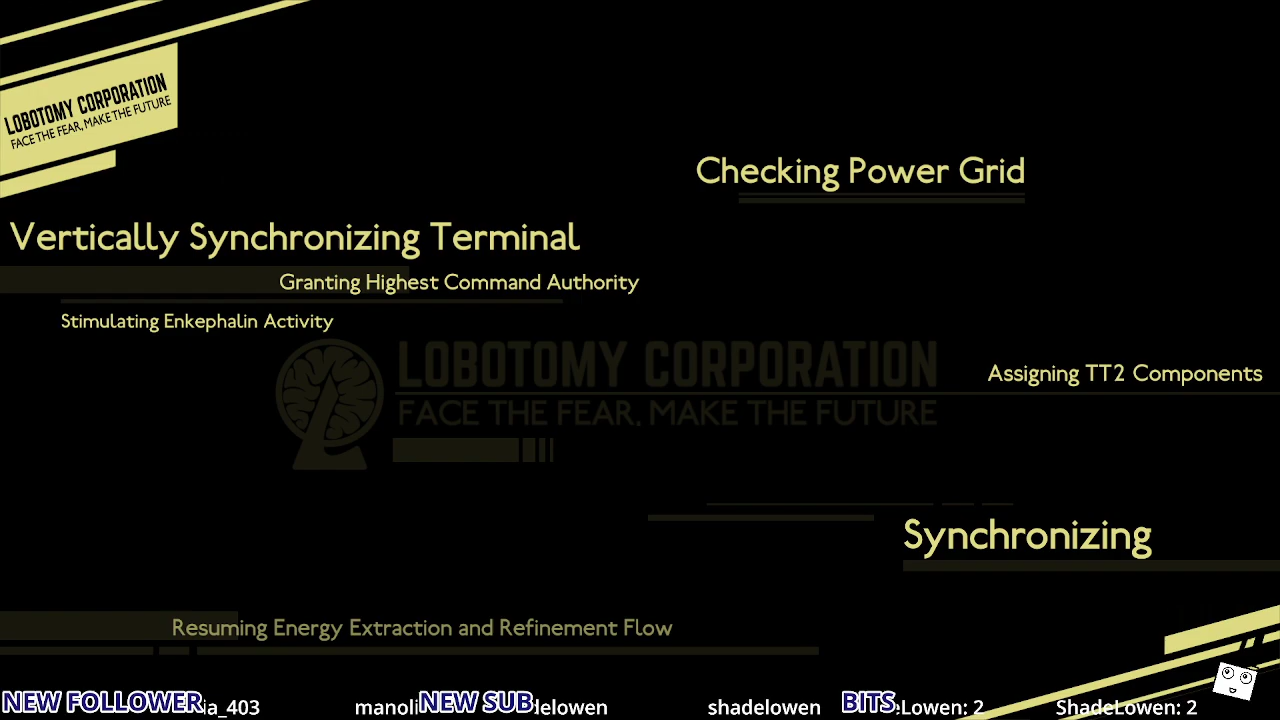 LOBOTOMY CORPORATION
FACE THE FEAR, MAKE THE FUTURE
Checking Power Grid
Vertically Synchronizing Terminal
Granting Highest Command Authority
Stimulating Enkephalin Activity
LOBOTOMY CORPORATION
FACE THE FEAR, MAKE THE FUTURE
Assigning TT2 Components
Synchronizing
Resuming Energy Extraction and Refinement Flow
NEW FOLLOWER NEW SUB shadelowen BITS ShadeLowen: 2